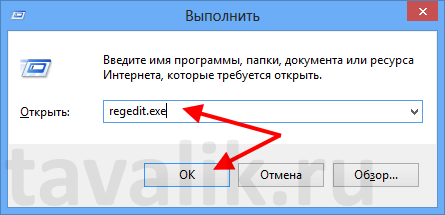 Выполнить
Введите имя программы, папки, документа или ресурса
Интернета, которые требуется открыть.
Открыть:
regedit.exe
OK
Отмена
Обзор...
tavalik.ru